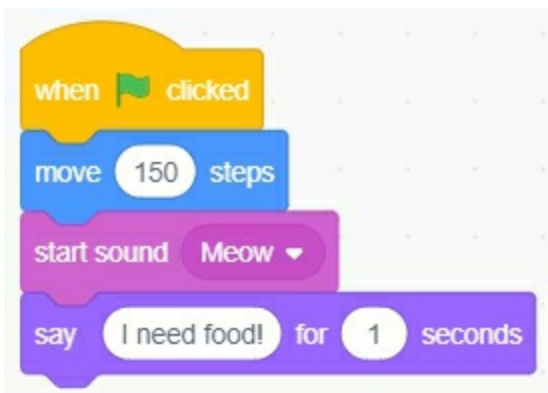 when clicked
move 150 steps
start sound Meow
say I need food! for 1 seconds